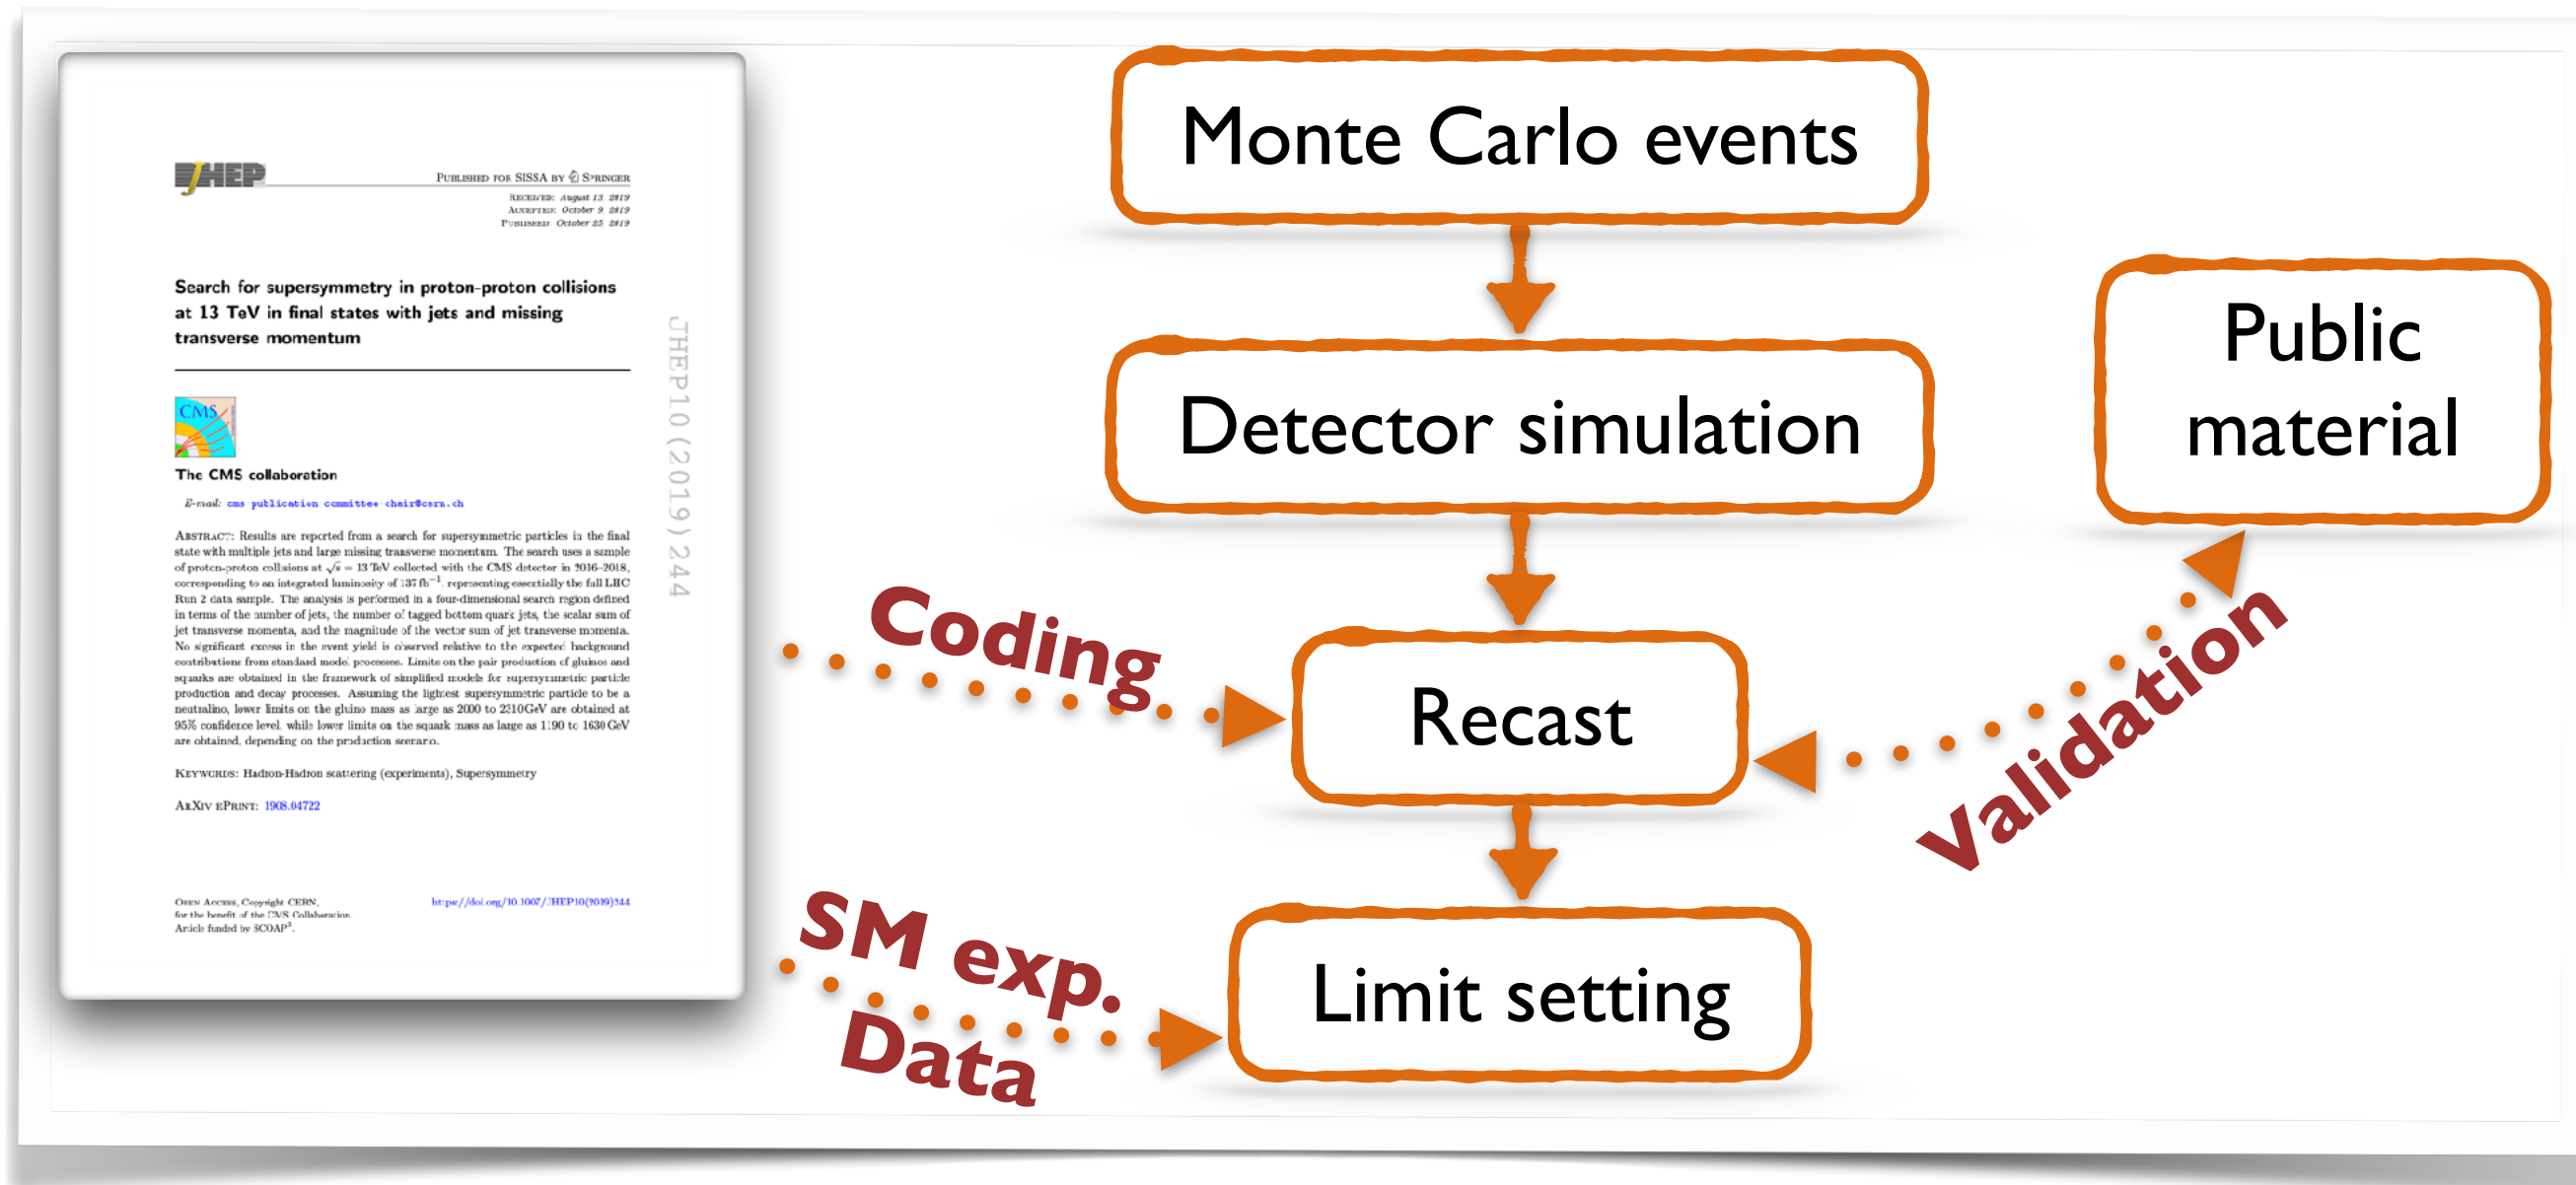 JHEP
PUBLISHED FOR SISSA BY SPRINGER
RECEIVED: August 13, 2019
ACCEPTED: October 9, 2019
PUBLISHED: October 25, 2019
Search for supersymmetry in proton-proton collisions
at 13 TeV in final states with jets and missing
transverse momentum
CMS
The CMS collaboration
E-mail: cms-publication-committee-chair@cern.ch
ABSTRACT: Results are reported from a search for supersymmetric particles in the final
state with multiple jets and large missing transverse momentum. The search uses a sample
of proton-proton collisions at √s = 13 TeV collected with the CMS detector in 2016–2018,
corresponding to an integrated luminosity of 137 fb⁻¹, representing essentially the full LHC
Run 2 data sample. The analysis is performed in a four-dimensional search region defined
in terms of the number of jets, the number of tagged bottom quark jets, the scalar sum of
jet transverse momenta, and the magnitude of the vector sum of jet transverse momenta.
No significant excess in the event yield is observed relative to the expected background
contributions from standard model processes. Limits on the pair production of gluinos and
squarks are obtained in the framework of simplified models for supersymmetric particle
production and decay processes. Assuming the lightest supersymmetric particle to be a
neutralino, lower limits on the gluino mass as large as 2000 to 2310 GeV are obtained at
95% confidence level, while lower limits on the squark mass as large as 1190 to 1630 GeV
are obtained, depending on the production scenario.
KEYWORDS: Hadron-Hadron scattering (experiments), Supersymmetry
ARXIV EPRINT: 1908.04722
OPEN ACCESS, Copyright CERN,
for the benefit of the CMS Collaboration.
Article funded by SCOAP³.
https://doi.org/10.1007/JHEP10(2019)244
JHEP10(2019)244
Monte Carlo events
Detector simulation
Public
material
Coding
Recast
Validation
SM exp.
Data
Limit setting